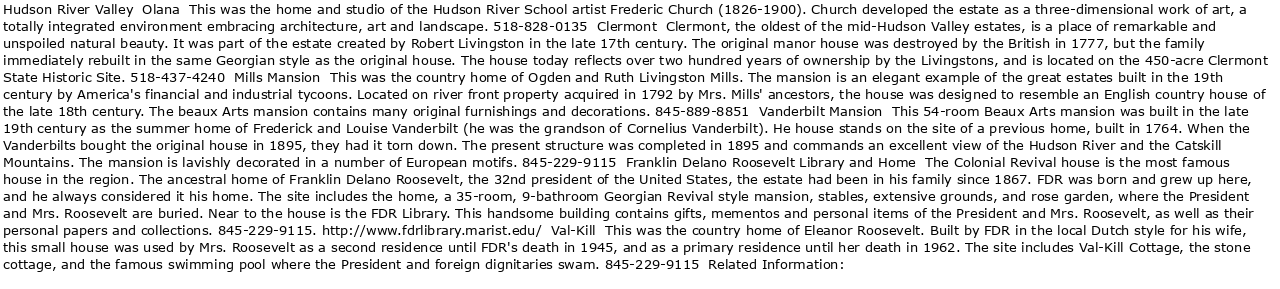 Hudson River Valley  Olana  This was the home and studio of the Hudson River School artist Frederic Church (1826-1900). Church developed the estate as a three-dimensional work of art, a
totally integrated environment embracing architecture, art and landscape. 518-828-0135  Clermont  Clermont, the oldest of the mid-Hudson Valley estates, is a place of remarkable and
unspoiled natural beauty. It was part of the estate created by Robert Livingston in the late 17th century. The original manor house was destroyed by the British in 1777, but the family
immediately rebuilt in the same Georgian style as the original house. The house today reflects over two hundred years of ownership by the Livingstons, and is located on the 450-acre Clermont
State Historic Site. 518-437-4240  Mills Mansion  This was the country home of Ogden and Ruth Livingston Mills. The mansion is an elegant example of the great estates built in the 19th
century by America's financial and industrial tycoons. Located on river front property acquired in 1792 by Mrs. Mills' ancestors, the house was designed to resemble an English country house of
the late 18th century. The beaux Arts mansion contains many original furnishings and decorations. 845-889-8851  Vanderbilt Mansion  This 54-room Beaux Arts mansion was built in the late
19th century as the summer home of Frederick and Louise Vanderbilt (he was the grandson of Cornelius Vanderbilt). He house stands on the site of a previous home, built in 1764. When the
Vanderbilts bought the original house in 1895, they had it torn down. The present structure was completed in 1895 and commands an excellent view of the Hudson River and the Catskill
Mountains. The mansion is lavishly decorated in a number of European motifs. 845-229-9115  Franklin Delano Roosevelt Library and Home  The Colonial Revival house is the most famous
house in the region. The ancestral home of Franklin Delano Roosevelt, the 32nd president of the United States, the estate had been in his family since 1867. FDR was born and grew up here,
and he always considered it his home. The site includes the home, a 35-room, 9-bathroom Georgian Revival style mansion, stables, extensive grounds, and rose garden, where the President
and Mrs. Roosevelt are buried. Near to the house is the FDR Library. This handsome building contains gifts, mementos and personal items of the President and Mrs. Roosevelt, as well as their
personal papers and collections. 845-229-9115. http://www.fdrlibrary.marist.edu/  Val-Kill  This was the country home of Eleanor Roosevelt. Built by FDR in the local Dutch style for his wife,
this small house was used by Mrs. Roosevelt as a second residence until FDR's death in 1945, and as a primary residence until her death in 1962. The site includes Val-Kill Cottage, the stone
cottage, and the famous swimming pool where the President and foreign dignitaries swam. 845-229-9115  Related Information: